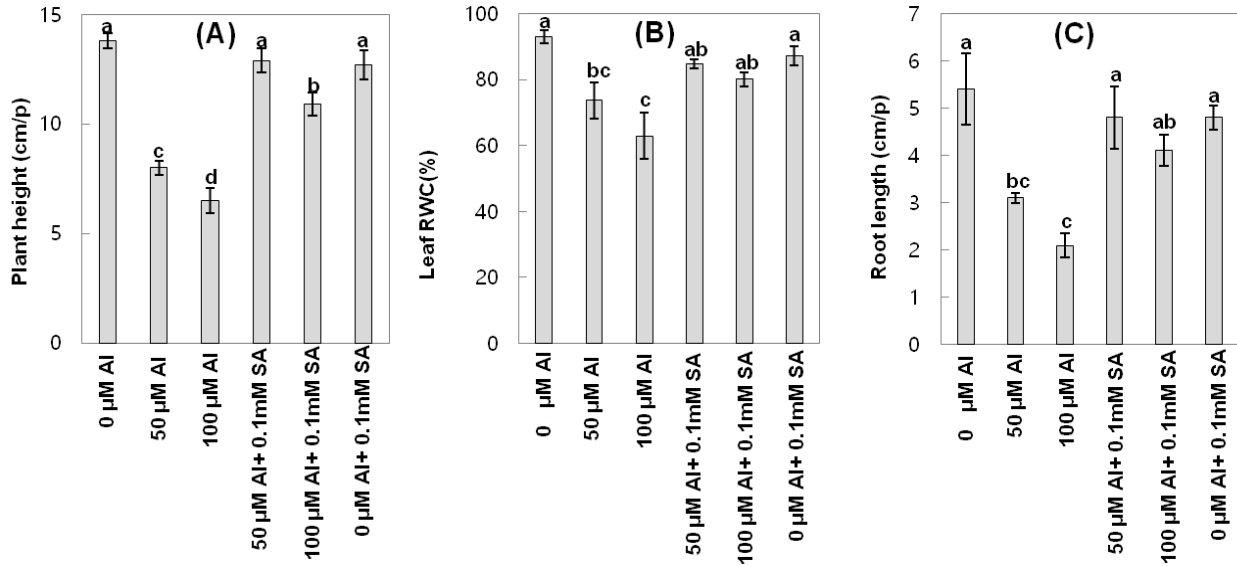 Plant height (cm/p)
15
10
5
0
(A)
a
c
d
a
b
a
0 µM Al
50 µM Al
100 µM Al
50 µM Al+ 0.1mM SA
100 µM Al+ 0.1mM SA
0 µM Al+ 0.1mM SA
Leaf RWC(%)
100
80
60
40
20
0
(B)
a
bc
c
ab
ab
a
0 µM Al
50 µM Al
100 µM Al
50 µM Al+ 0.1mM SA
100 µM Al+ 0.1mM SA
0 µM Al+ 0.1mM SA
Root length (cm/p)
7
6
5
4
3
2
1
0
(C)
a
bc
c
a
ab
a
0 µM Al
50 µM Al
100 µM Al
50 µM Al+ 0.1mM SA
100 µM Al+ 0.1mM SA
0 µM Al+ 0.1mM SA